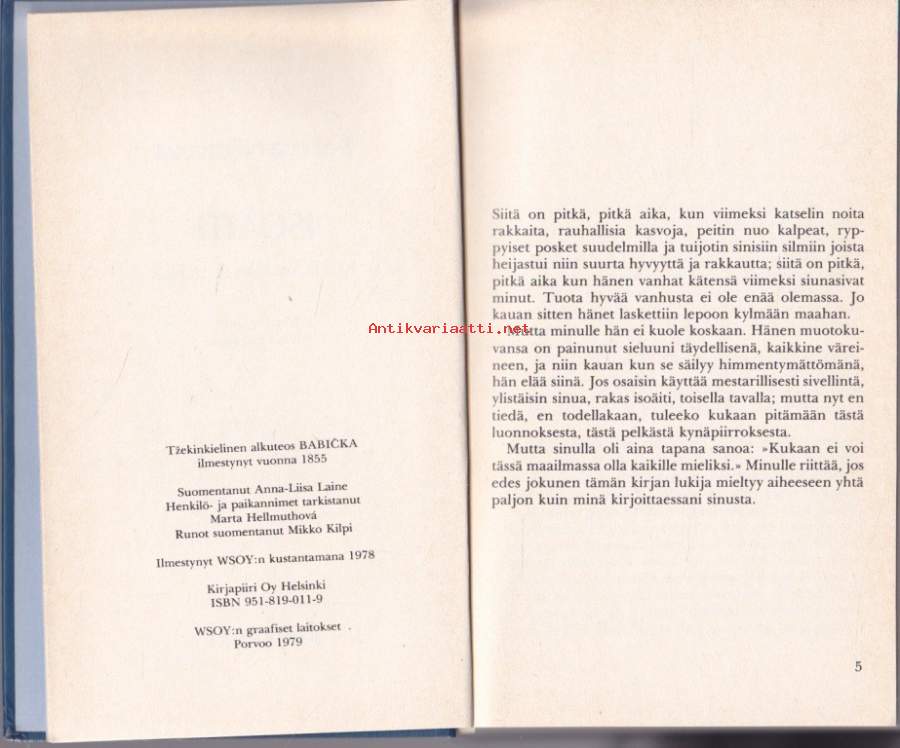 Tžekinkielinen alkuteos BABIČKA
ilmestynyt vuonna 1855
Suomentanut Anna-Liisa Laine
Henkilö- ja paikannimet tarkistanut
Marta Hellmuthová
Runot suomentanut Mikko Kilpi
Ilmestynyt WSOY:n kustantamana 1978
Kirjapiiri Oy Helsinki
ISBN 951-819-011-9
WSOY:n graafiset laitokset
Porvoo 1979
Siitä on pitkä, pitkä aika, kun viimeksi katselin noita
rakkaita, rauhallisia kasvoja, peitin nuo kalpeat, ryp-
pyiset posket suudelmilla ja tuijotin sinisiin silmiin joista
heijastui niin suurta hyvyyttä ja rakkautta; siitä on pitkä,
pitkä aika kun hänen vanhat kätensä viimeksi siunasivat
minut. Tuota hyvää vanhusta ei ole enää olemassa. Jo
kauan sitten hänet laskettiin lepoon kylmään maahan.
Antikvariaatti.net
Mutta minulle hän ei kuole koskaan. Hänen muotoku-
vansa on painunut sieluuni täydellisenä, kaikkine värei-
neen, ja niin kauan kun se säilyy himmentymättömänä,
hän elää siinä. Jos osaisin käyttää mestarillisesti sivellintä,
ylistäisin sinua, rakas isoäiti, toisella tavalla; mutta nyt en
tiedä, en todellakaan, tuleeko kukaan pitämään tästä
luonnoksesta, tästä pelkästä kynäpiirroksesta.
Mutta sinulla oli aina tapana sanoa: »Kukaan ei voi
tässä maailmassa olla kaikille mieliksi.» Minulle riittää, jos
edes jokunen tämän kirjan lukija mieltyy aiheeseen yhtä
paljon kuin minä kirjoittaessani sinusta.
5